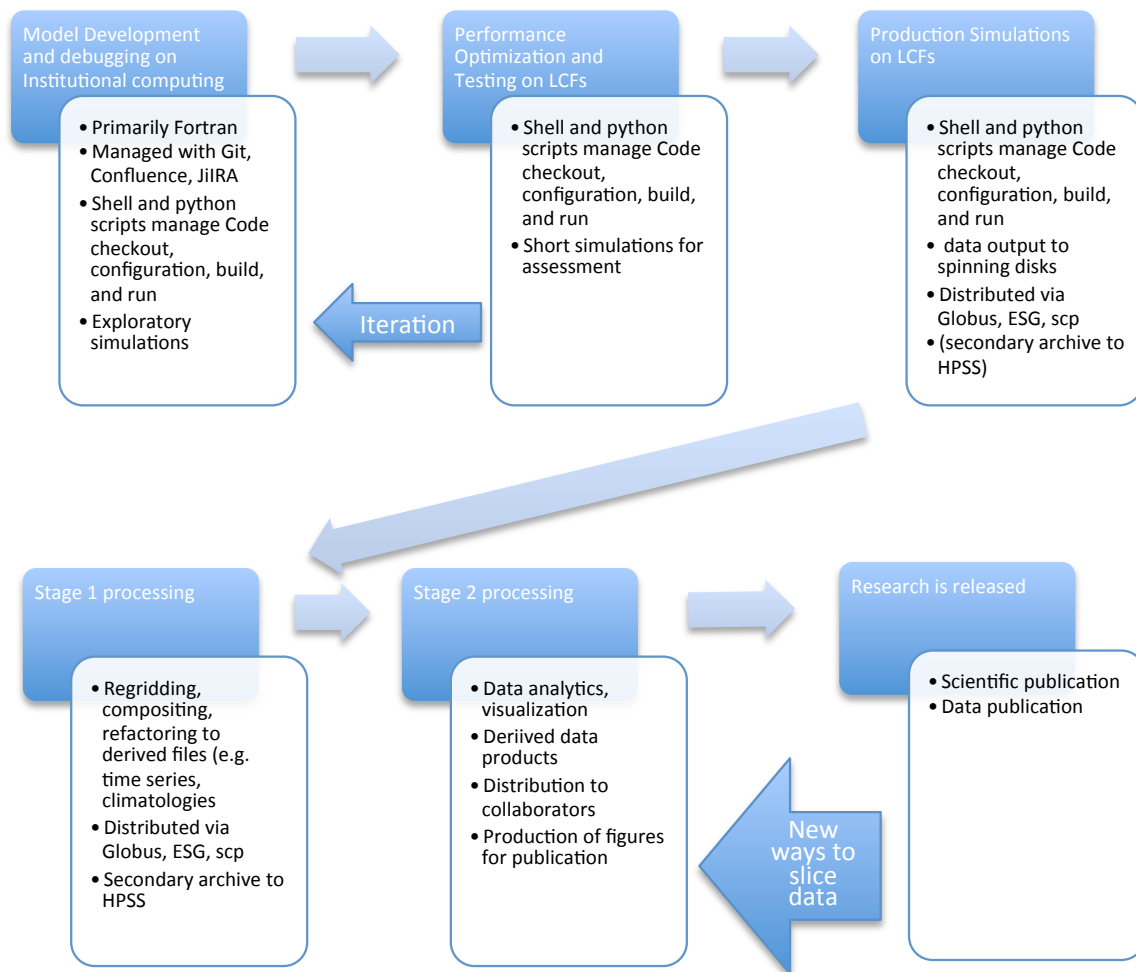 Model Development
and debugging on
Institutional computing
• Primarily Fortran
• Managed with Git,
Confluence, JiIRA
• Shell and python
scripts manage Code
checkout,
configuration, build,
and run
• Exploratory
simulations
Performance
Optimization and
Testing on LCFs
• Shell and python
scripts manage Code
checkout,
configuration, build,
and run
• Short simulations for
assessment
Iteration
Production Simulations
on LCFs
• Shell and python
scripts manage Code
checkout,
configuration, build,
and run
• data output to
spinning disks
• Distributed via
Globus, ESG, scp
• (secondary archive to
HPSS)
Stage 1 processing
• Regridding,
compositing,
refactoring to
derived files (e.g.
time series,
climatologies
• Distributed via
Globus, ESG, scp
• Secondary archive to
HPSS
Stage 2 processing
• Data analytics,
visualization
• Deriived data
products
• Distribution to
collaborators
• Production of figures
for publication
Research is released
• Scientific publication
• Data publication
New
ways to
slice
data